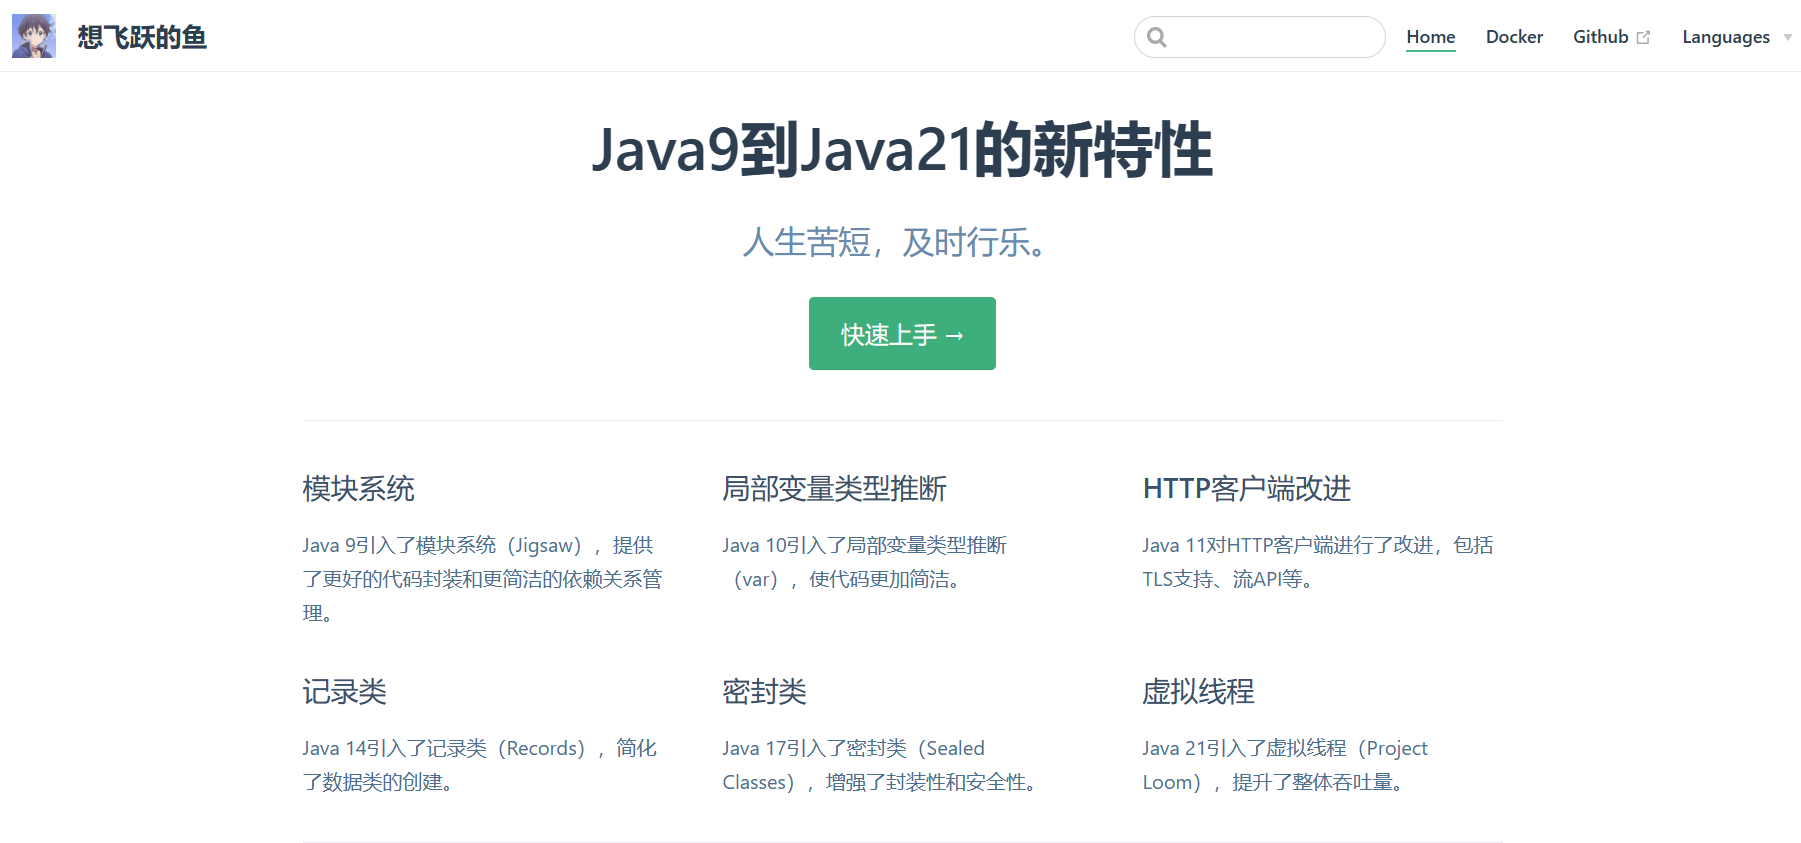 想飞跃的鱼
Home Docker Github Languages
Java9到Java21的新特性
人生苦短，及时行乐。
快速上手 →
模块系统
Java 9引入了模块系统（Jigsaw），提供
了更好的代码封装和更简洁的依赖关系管
理。
局部变量类型推断
Java 10引入了局部变量类型推断
（var），使代码更加简洁。
HTTP客户端改进
Java 11对HTTP客户端进行了改进，包括
TLS支持、流API等。
记录类
Java 14引入了记录类（Records），简化
了数据类的创建。
密封类
Java 17引入了密封类（Sealed
Classes），增强了封装性和安全性。
虚拟线程
Java 21引入了虚拟线程（Project
Loom），提升了整体吞吐量。